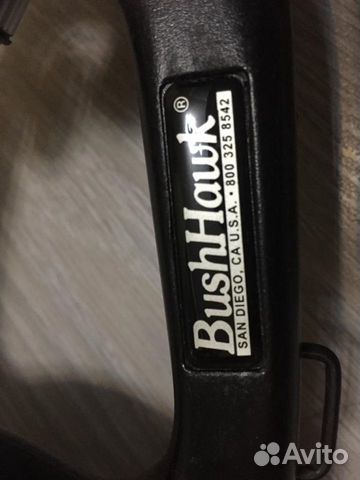 BushHawk®
SAN DIEGO, CA U.S.A. • 800 325 8542
Avito